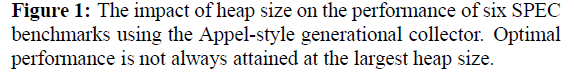 Figure 1: The impact of heap size on the performance of six SPEC
benchmarks using the Appel-style generational collector. Optimal
performance is not always attained at the largest heap size.